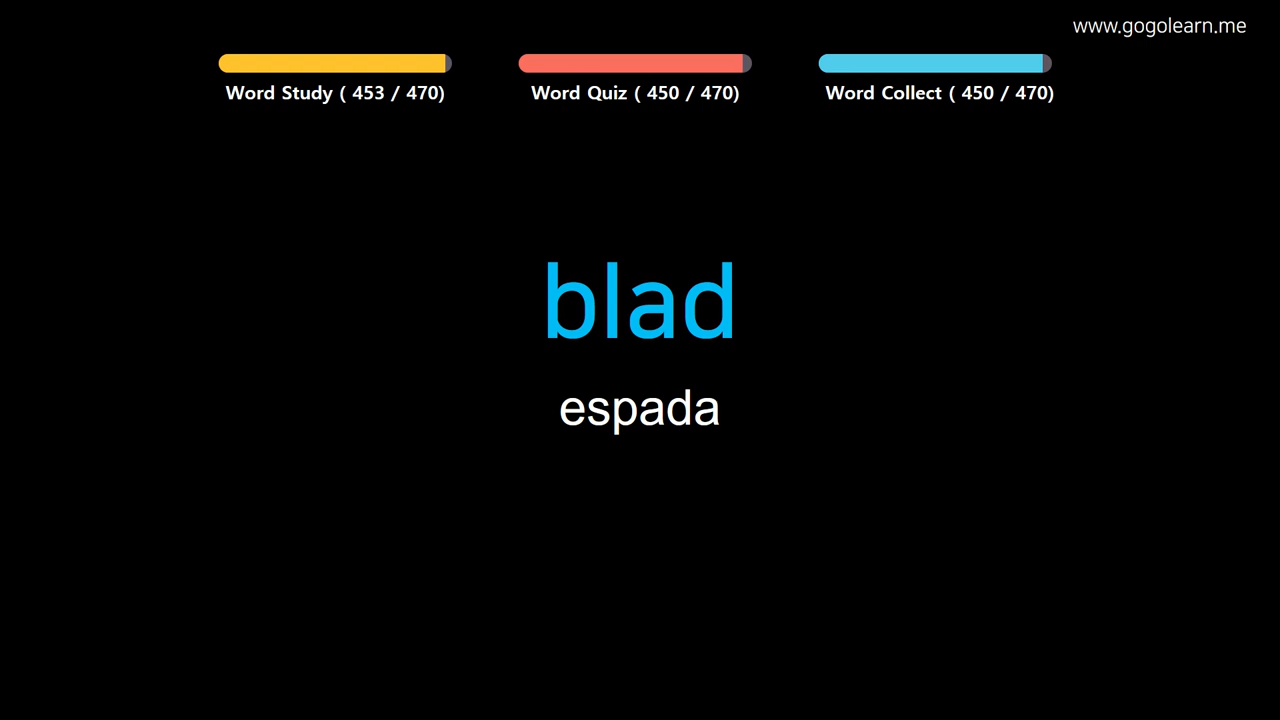 www.gogolearn.me
Word Study ( 453 / 470)
Word Quiz ( 450 / 470)
Word Collect ( 450 / 470)
blad
espada